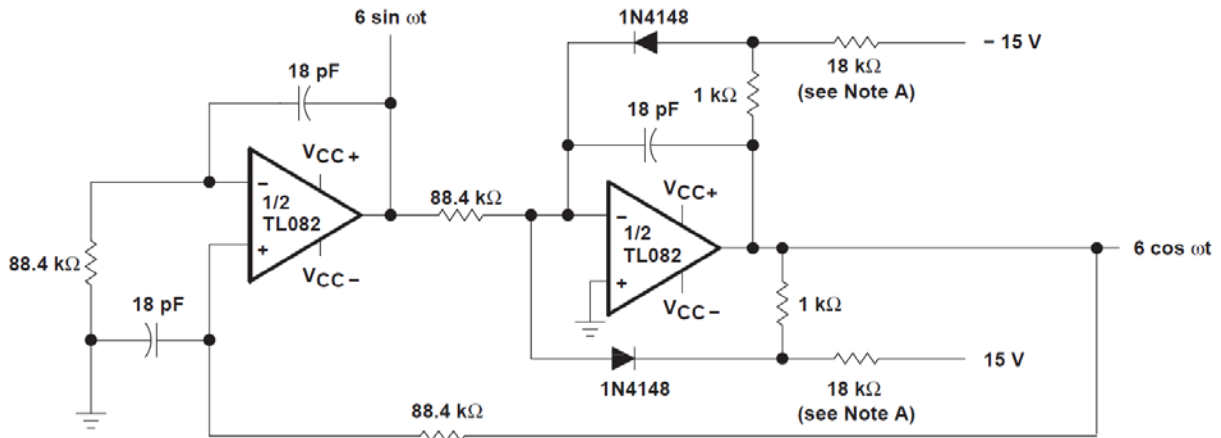 6 sin ωt
1N4148
− 15 V
18 kΩ
(see Note A)
18 pF
1 kΩ
18 pF
VCC+
−
1/2
TL082
+
VCC−
88.4 kΩ
88.4 kΩ
VCC+
−
1/2
TL082
+
VCC−
6 cos ωt
18 pF
1 kΩ
1N4148
15 V
18 kΩ
(see Note A)
88.4 kΩ